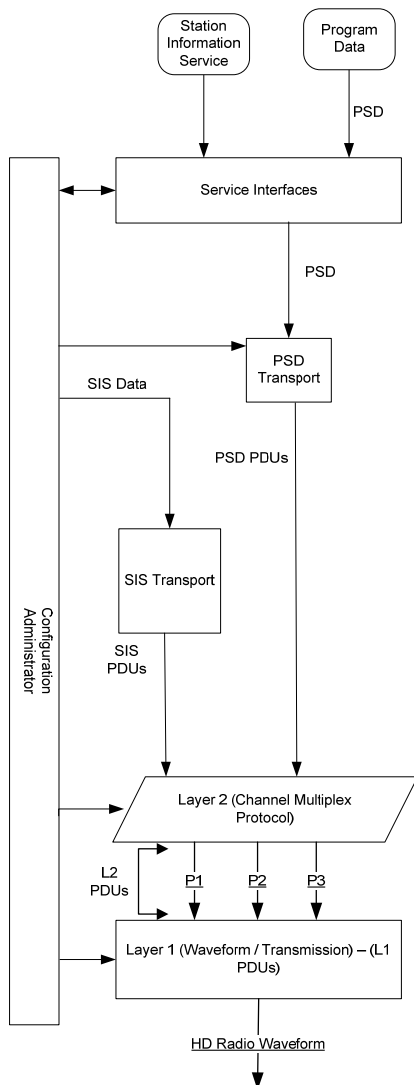 Station
Information
Service
Program
Data
PSD
Service Interfaces
PSD
PSD
Transport
SIS Data
PSD PDUs
SIS Transport
Configuration
Administrator
SIS
PDUs
Layer 2 (Channel Multiplex
Protocol)
L2
PDUs
P1
P2
P3
Layer 1 (Waveform / Transmission) – (L1
PDUs)
HD Radio Waveform